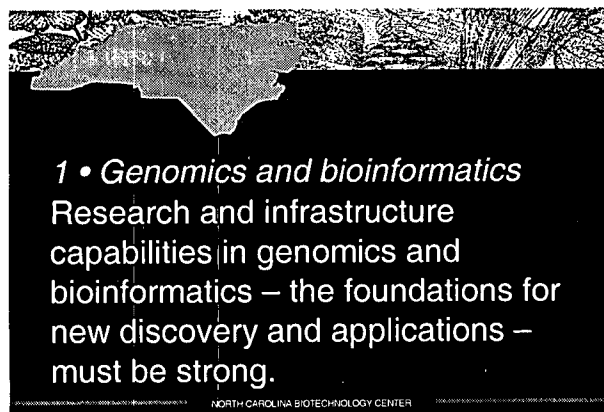 1 • Genomics and bioinformatics
Research and infrastructure
capabilities in genomics and
bioinformatics – the foundations for
new discovery and applications –
must be strong.
NORTH CAROLINA BIOTECHNOLOGY CENTER